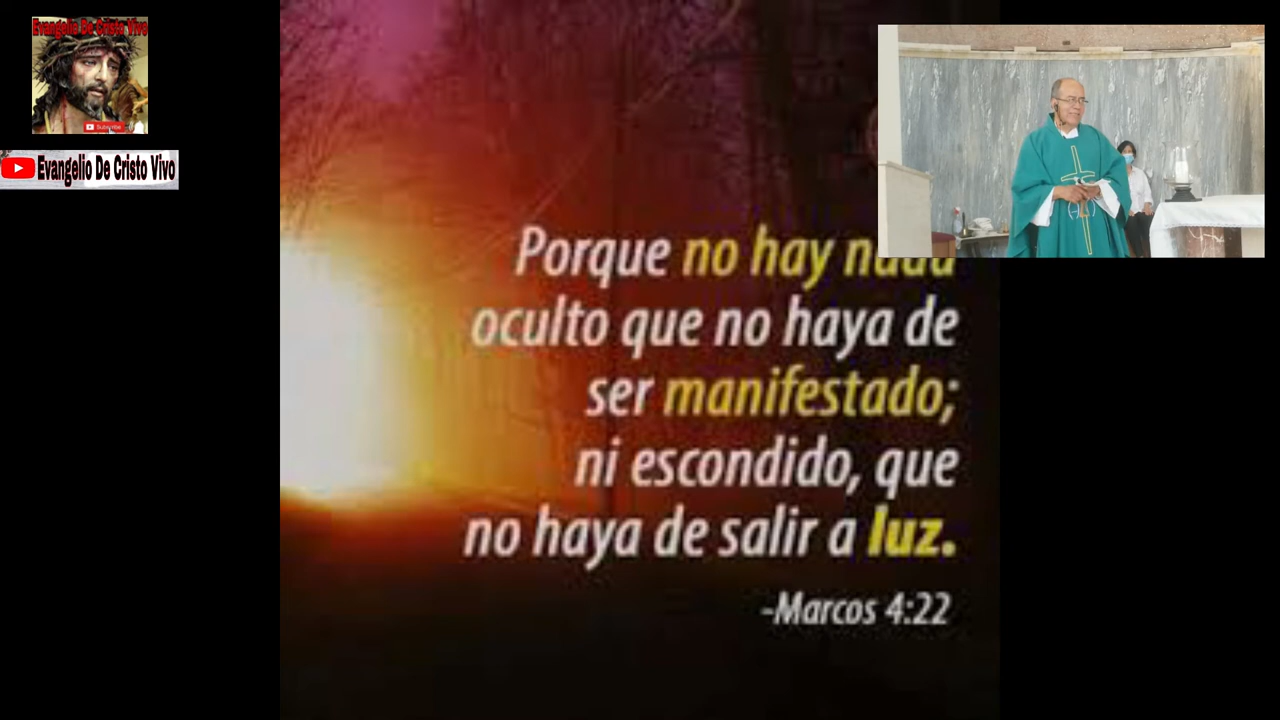 Evangelio De Cristo Vivo
Subscribe
Evangelio De Cristo Vivo
Porque no hay nada
oculto que no haya de
ser manifestado;
ni escondido, que
no haya de salir a luz.
-Marcos 4:22